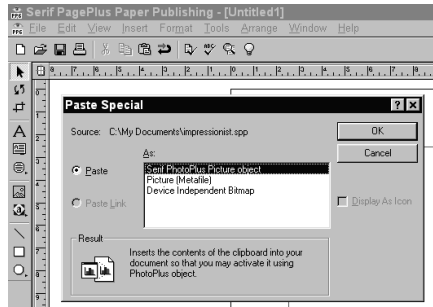 Serif PagePlus Paper Publishing - [Untitled1]
File Edit View Insert Format Tools Arrange Window Help
Paste Special
Source: C:\My Documents\impressionist.spp
As:
OK
Cancel
Paste
Serif PhotoPlus Picture object
Picture (Metafile)
Device Independent Bitmap
Paste Link
Display As Icon
Result
Inserts the contents of the clipboard into your
document so that you may activate it using
PhotoPlus object.